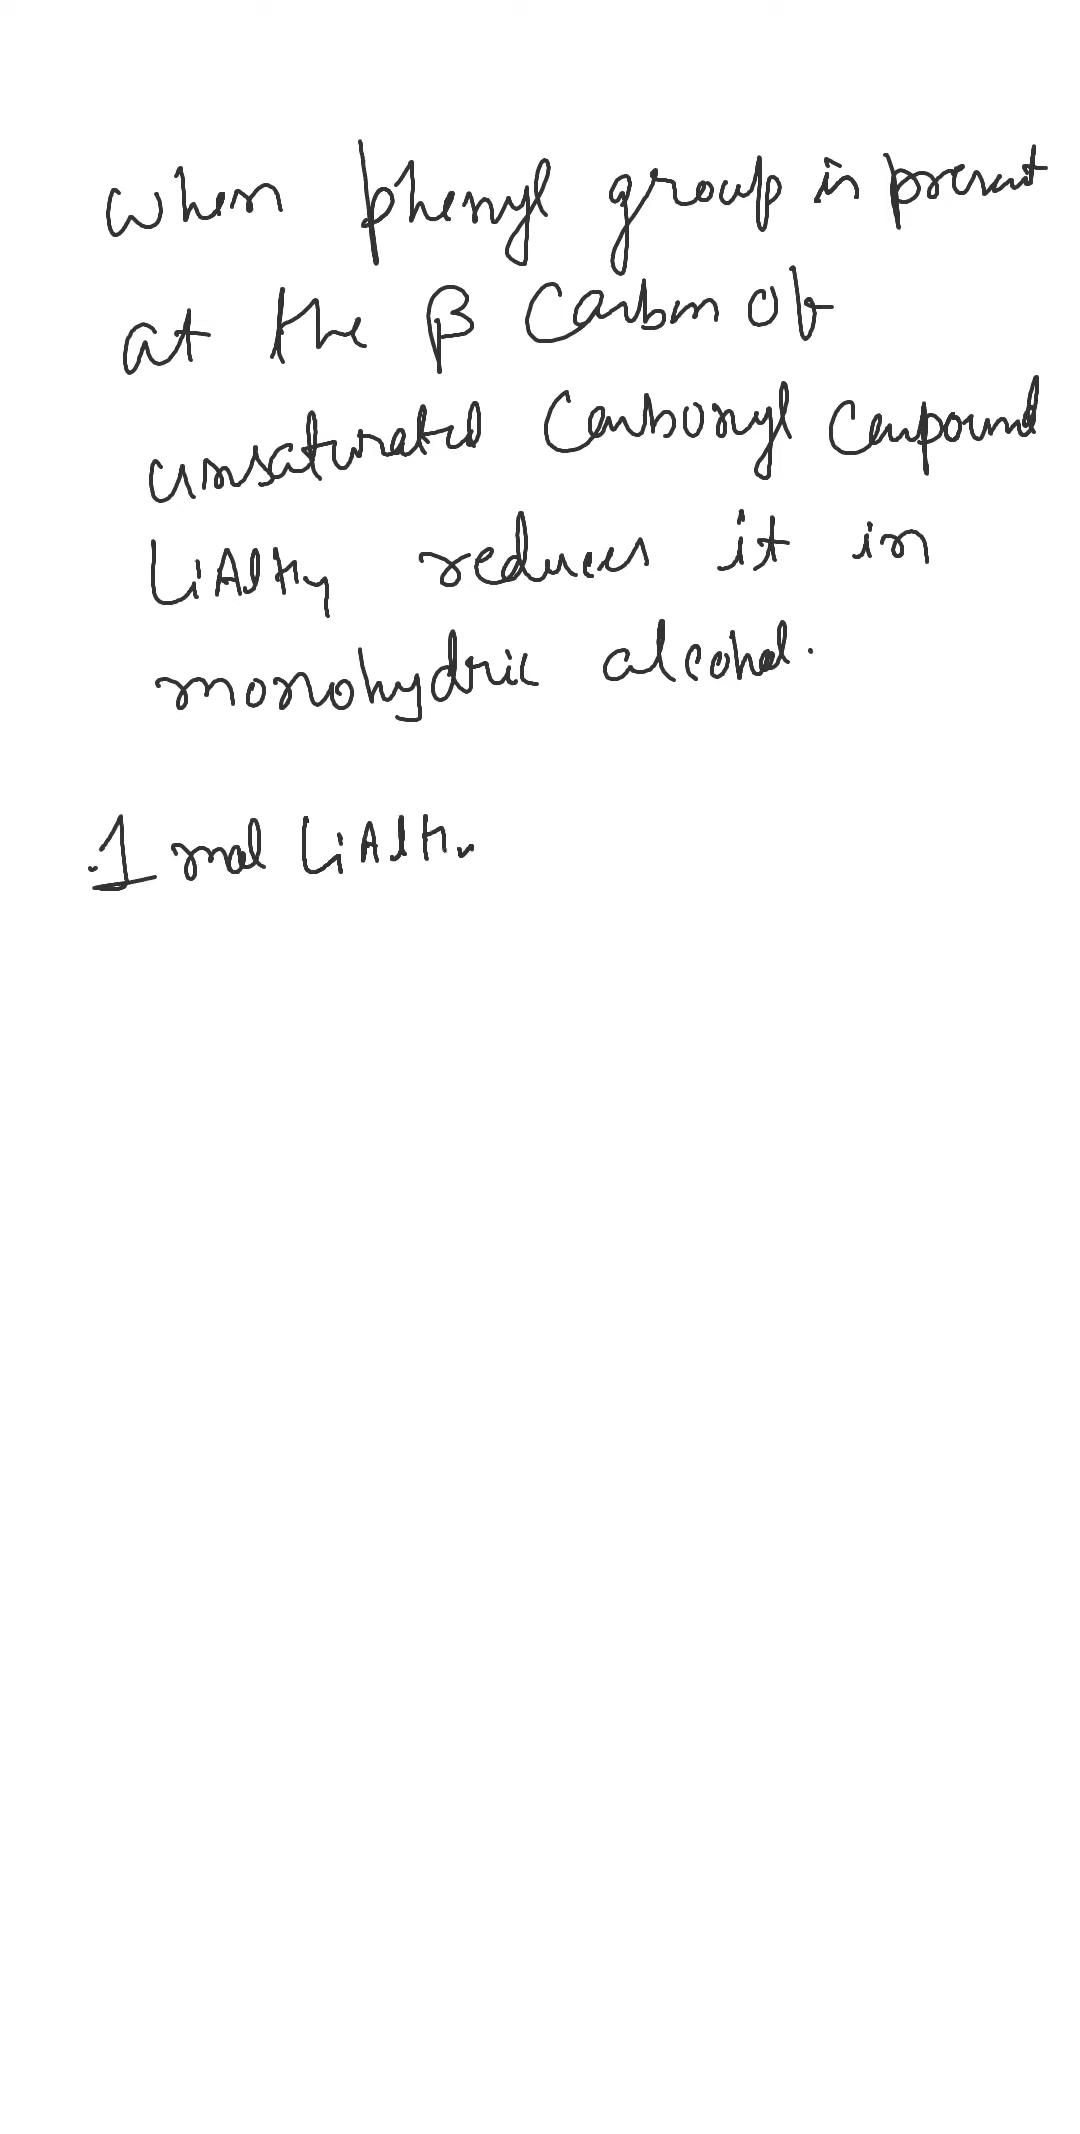 when phenyl group is present
at the β Carbon of
unsaturated Carbonyl Compound
LiAlH4 reduces it in
monohydric alcohol.
1 mol LiAlH4